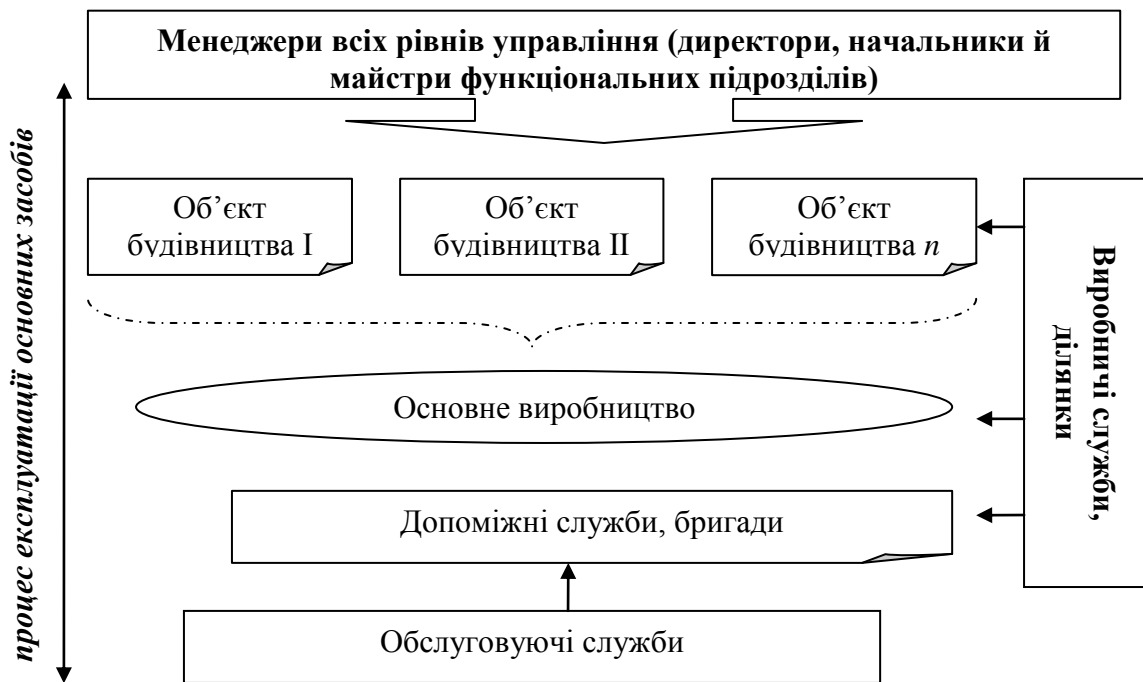 Менеджери всіх рівнів управління (директори, начальники й
майстри функціональних підрозділів)
процес експлуатації основних засобів
Об’єкт
будівництва I
Об’єкт
будівництва II
Об’єкт
будівництва n
Виробничі служби,
ділянки
Основне виробництво
Допоміжні служби, бригади
Обслуговуючі служби